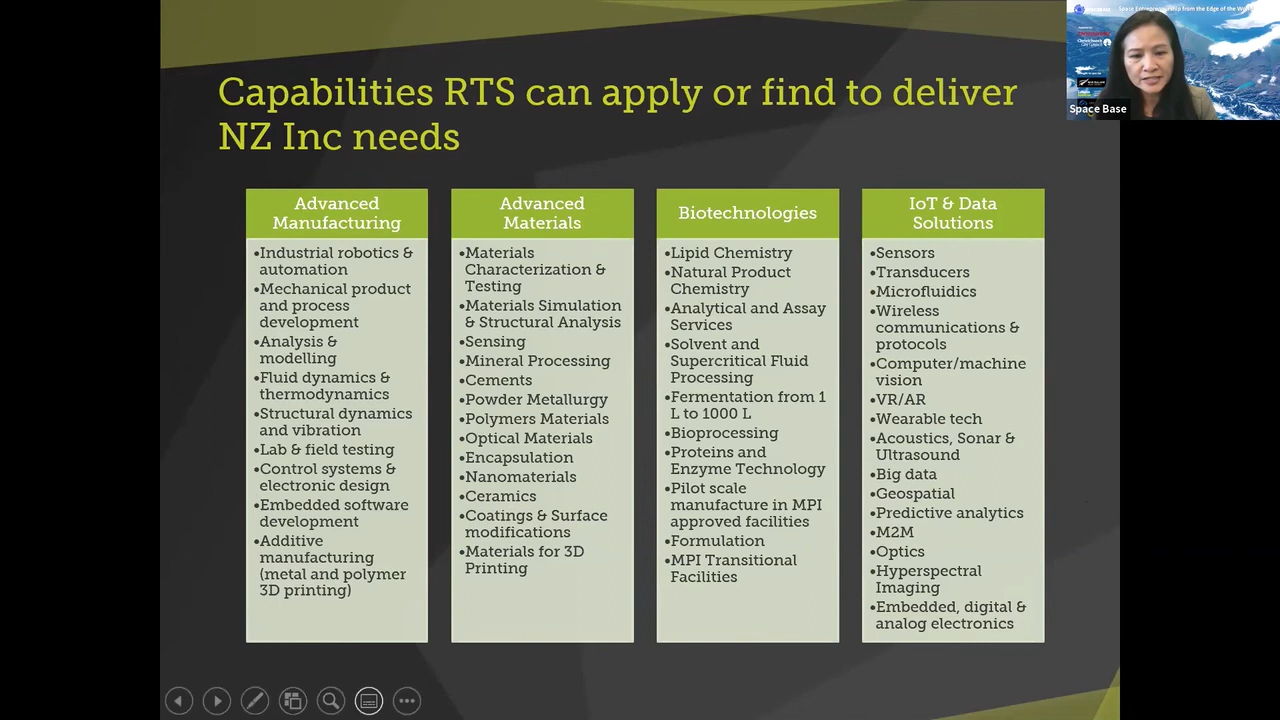 Capabilities RTS can apply or find to deliver
NZ Inc needs
Advanced
Manufacturing
•Industrial robotics &
automation
•Mechanical product
and process
development
•Analysis &
modelling
•Fluid dynamics &
thermodynamics
•Structural dynamics
and vibration
•Lab & field testing
•Control systems &
electronic design
•Embedded software
development
•Additive
manufacturing
(metal and polymer
3D printing)
Advanced
Materials
•Materials
Characterization &
Testing
•Materials Simulation
& Structural Analysis
•Sensing
•Mineral Processing
•Cements
•Powder Metallurgy
•Polymers Materials
•Optical Materials
•Encapsulation
•Nanomaterials
•Ceramics
•Coatings & Surface
modifications
•Materials for 3D
Printing
Biotechnologies
•Lipid Chemistry
•Natural Product
Chemistry
•Analytical and Assay
Services
•Solvent and
Supercritical Fluid
Processing
•Fermentation from 1
L to 1000 L
•Bioprocessing
•Proteins and
Enzyme Technology
•Pilot scale
manufacture in MPI
approved facilities
•Formulation
•MPI Transitional
Facilities
IoT & Data
Solutions
•Sensors
•Transducers
•Microfluidics
•Wireless
communications &
protocols
•Computer/machine
vision
•VR/AR
•Wearable tech
•Acoustics, Sonar &
Ultrasound
•Big data
•Geospatial
•Predictive analytics
•M2M
•Optics
•Hyperspectral
Imaging
•Embedded, digital &
analog electronics
Space Entrepreneurship from the Edge of the
Space Base